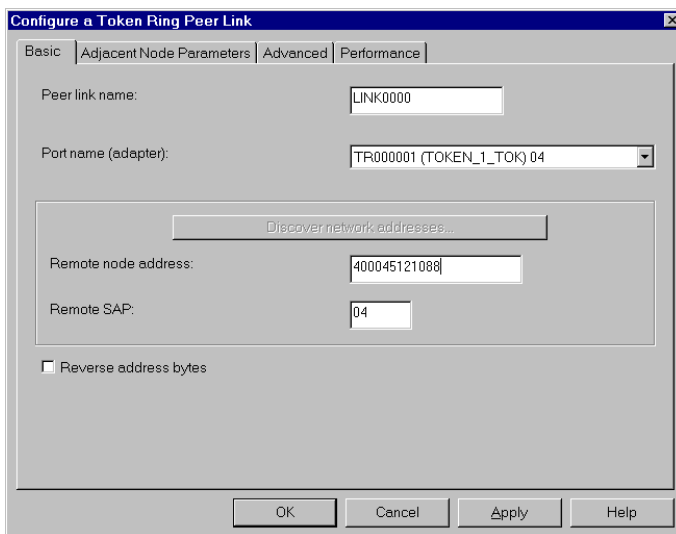 Configure a Token Ring Peer Link
Basic Adjacent Node Parameters Advanced Performance
Peer link name: LINK0000
Port name (adapter): TR000001 (TOKEN_1_TOK) 04
Discover network addresses...
Remote node address: 400045121088
Remote SAP: 04
Reverse address bytes
OK Cancel Apply Help